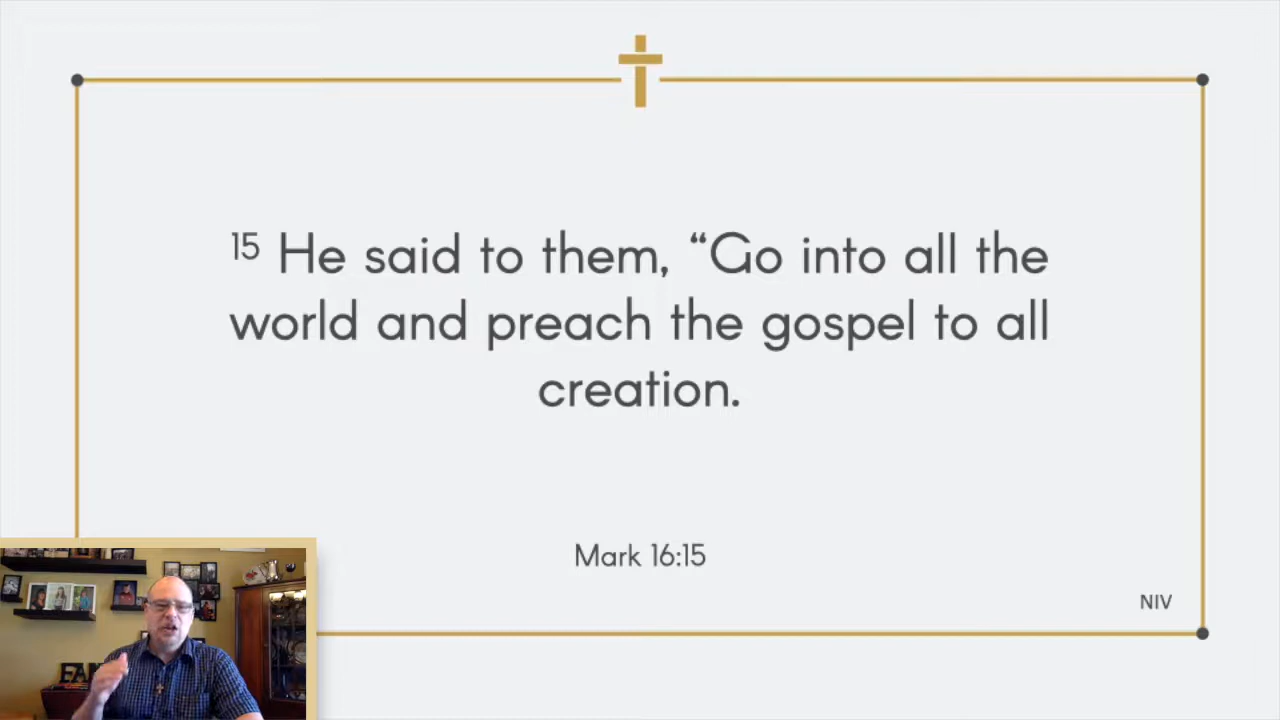 15 He said to them, “Go into all the
world and preach the gospel to all
creation.
Mark 16:15
NIV